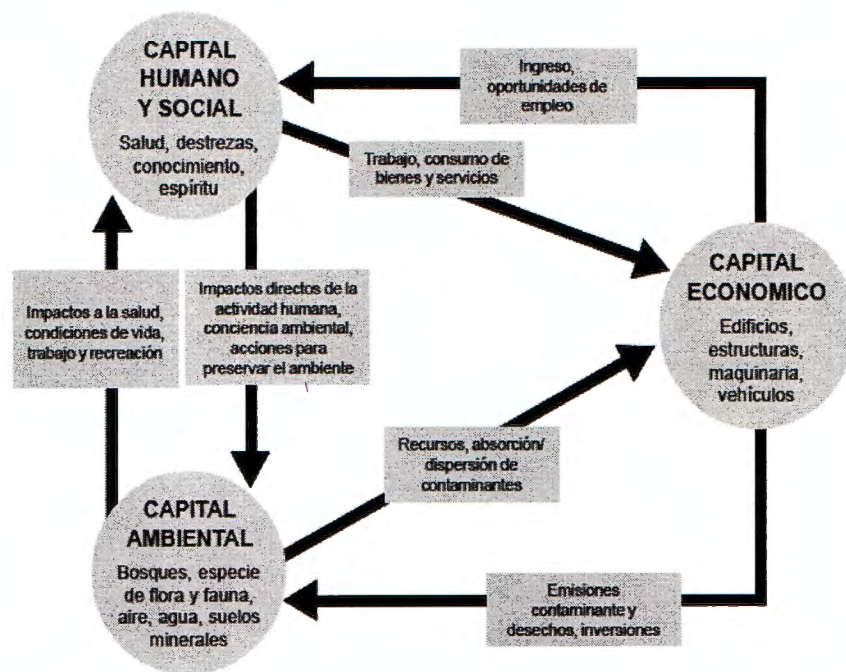 CAPITAL
HUMANO
Y SOCIAL
Salud, destrezas,
conocimiento,
espíritu
Ingreso,
oportunidades de
empleo
Trabajo, consumo de
bienes y servicios
CAPITAL
ECONOMICO
Edificios,
estructuras,
maquinaria,
vehículos
Impactos a la salud,
condiciones de vida,
trabajo y recreación
Impactos directos de la
actividad humana,
conciencia ambiental,
acciones para
preservar el ambiente
Recursos, absorción/
dispersión de
contaminantes
CAPITAL
AMBIENTAL
Bosques, especie
de flora y fauna,
aire, agua, suelos
minerales
Emisiones
contaminante y
desechos, inversiones